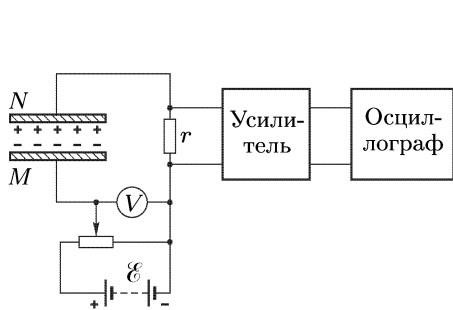 N
+ + + + +
− − − − −
M
r
Усили-
тель
Осцил-
лограф
V
ℰ
+ −